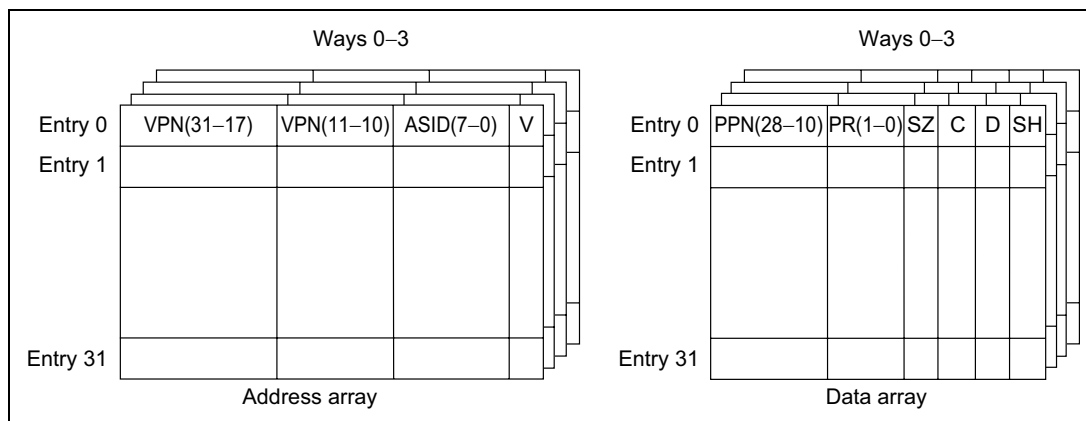 Ways 0–3
Ways 0–3
Entry 0 VPN(31–17) VPN(11–10) ASID(7–0) V
Entry 0 PPN(28–10) PR(1–0) SZ C D SH
Entry 1
Entry 1
Entry 31
Entry 31
Address array
Data array